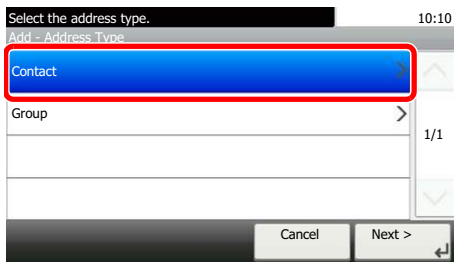 Select the address type.
10:10
Add - Address Type
Contact
Group
1/1
Cancel
Next >